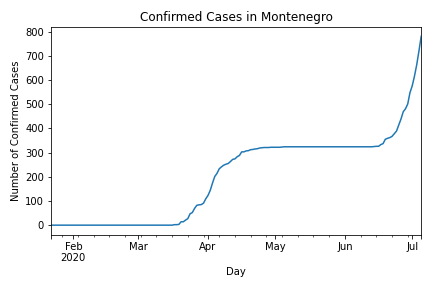 Confirmed Cases in Montenegro
Number of Confirmed Cases
800
700
600
500
400
300
200
100
0
Feb Mar Apr May Jun Jul
2020
Day